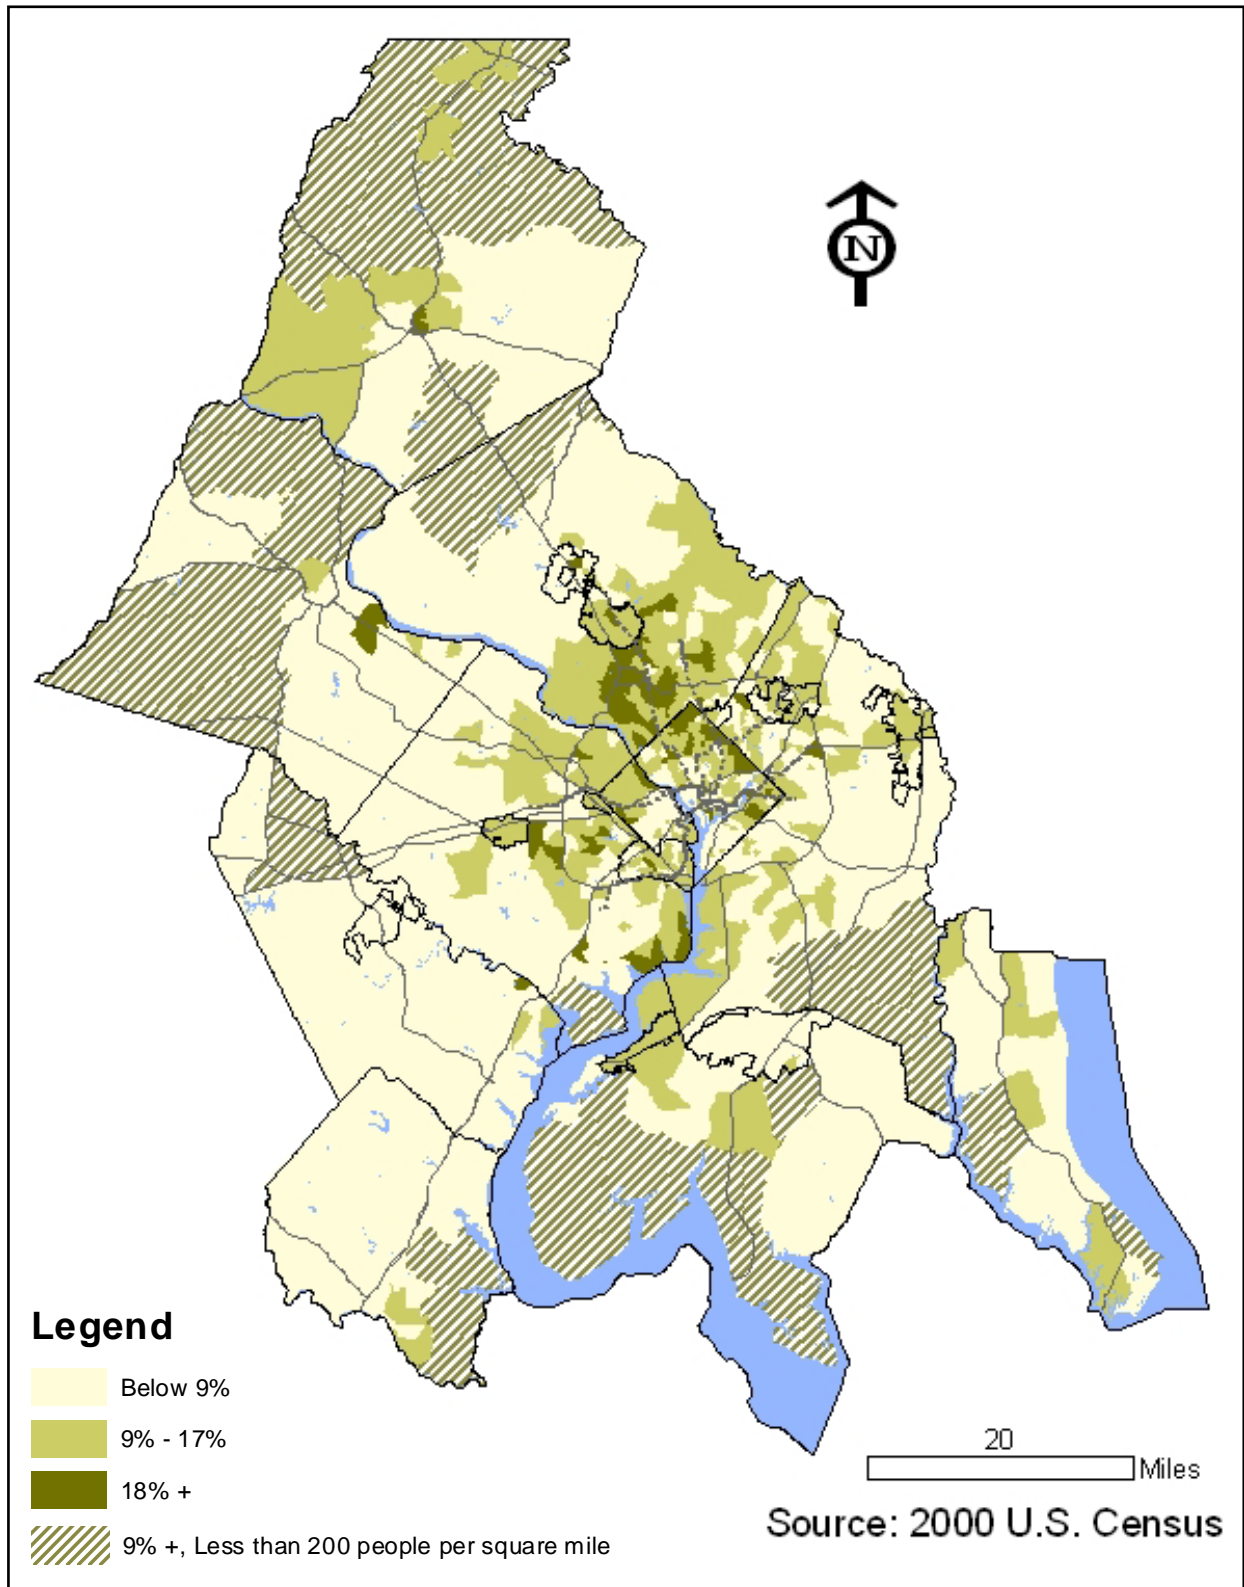 N
Legend
Below 9%
9% - 17%
18% +
9% +, Less than 200 people per square mile
20
Miles
Source: 2000 U.S. Census